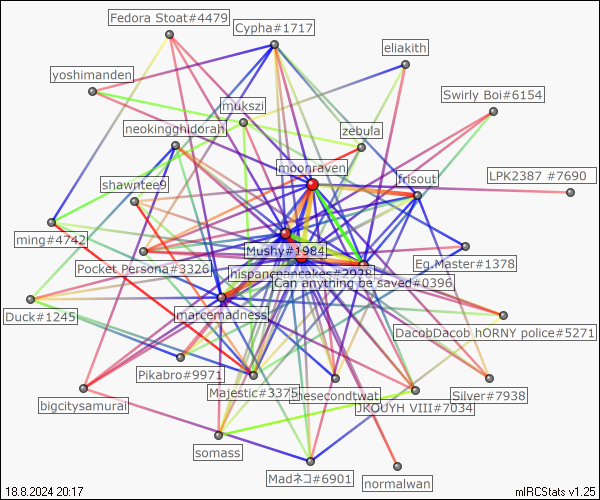 Fedora Stoat#4479
Cypha#1717
eliakith
yoshimanden
Swirly Boi#6154
mukszi
neokingghidorah
zebula
moonraven
LPK2387 #7690
frisout
shawntee9
ming#4742
Mushy#1984
Eg.Master#1378
Pocket Persona#3326
hispanicpancakes#2928
Can anything be saved#0396
Duck#1245
marcemadness
DacobDacob hORNY police#5271
Pikabro#9971
Majestic#3375
thesecondtwat
Silver#7938
bigcitysamurai
JKOUYH VIII#7034
somass
Madネコ#6901
normalwan
18.8.2024 20:17
mIRCStats v1.25